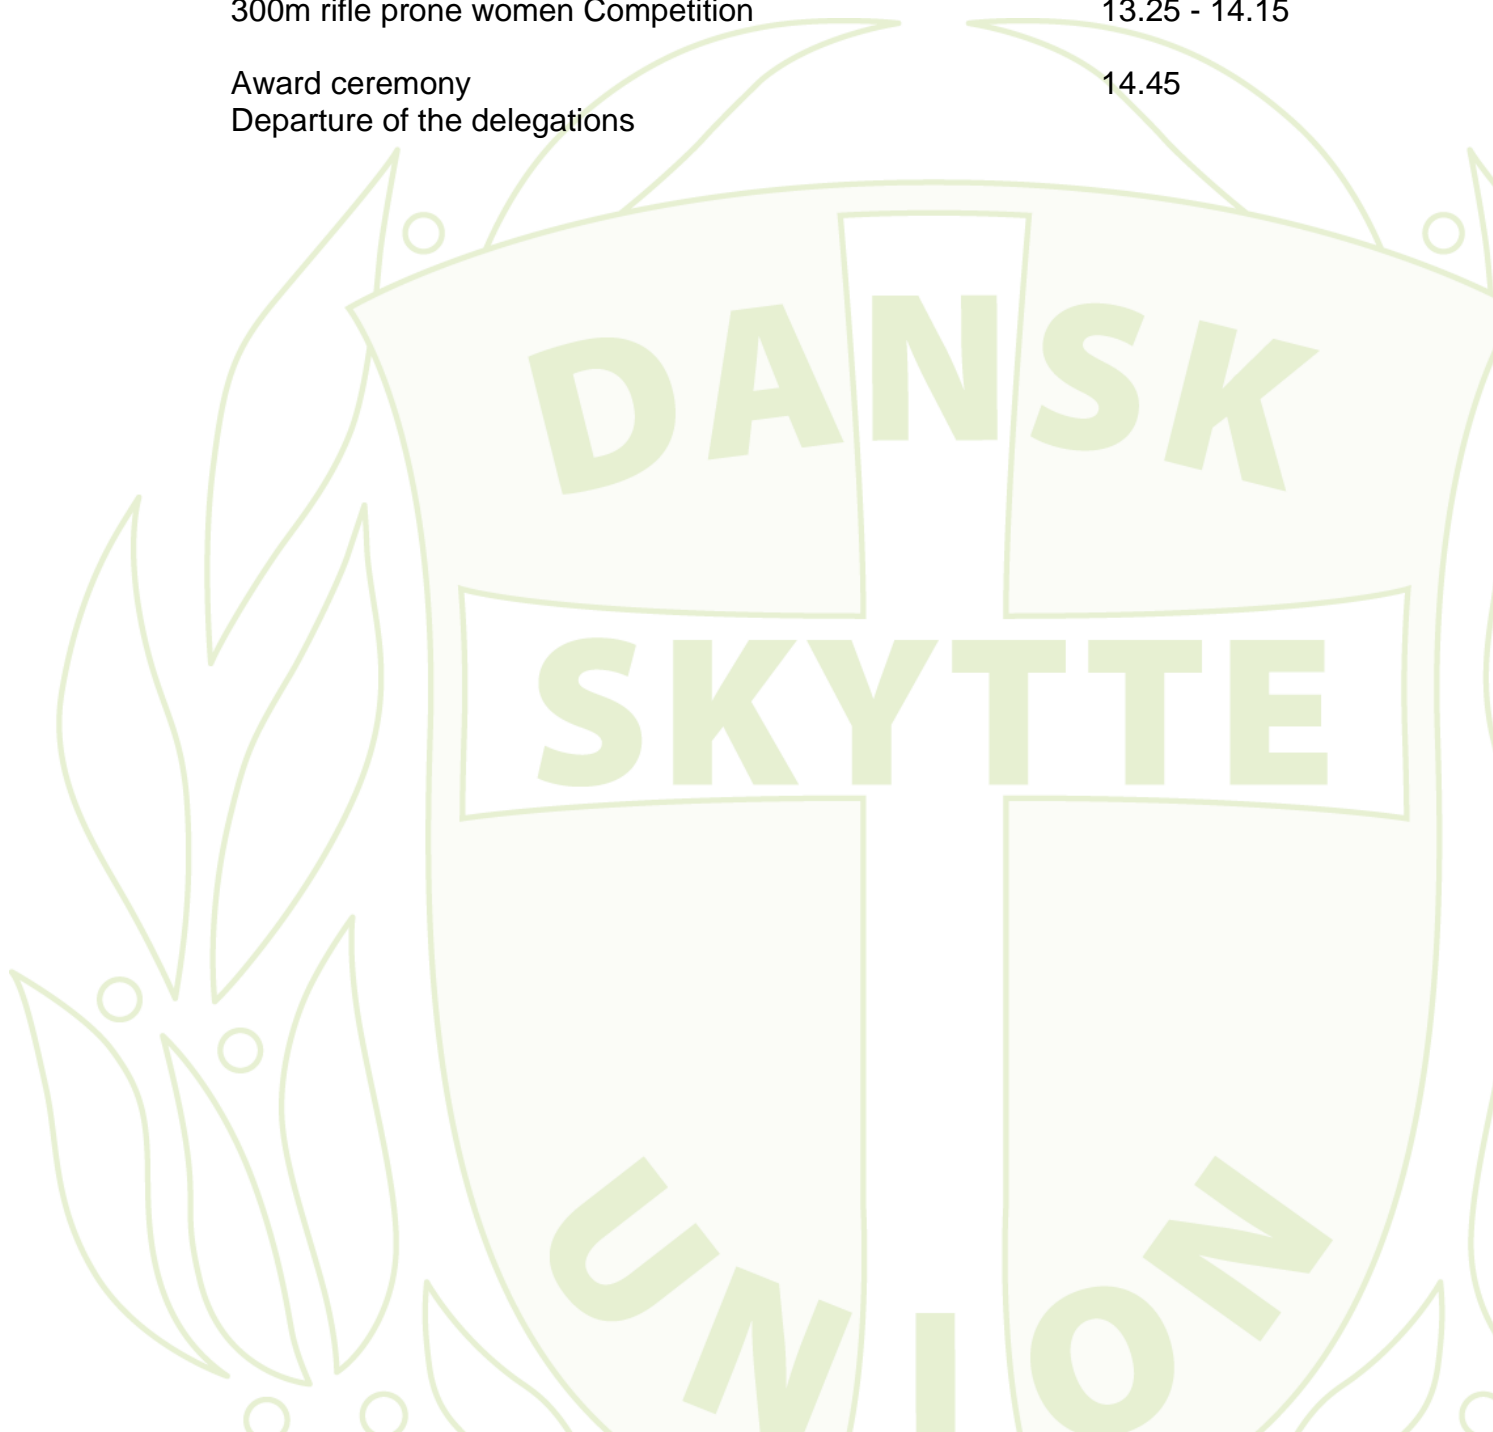 300m rifle prone women Competition 13.25 - 14.15
Award ceremony 14.45
Departure of the delegations
DANSK
SKYTTE
UNION